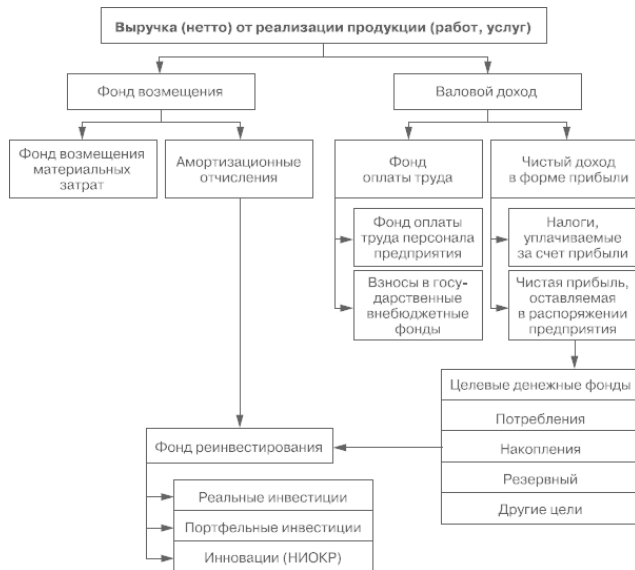 Выручка (нетто) от реализации продукции (работ, услуг)
Фонд возмещения
Валовой доход
Фонд возмещения
материальных
затрат
Амортизационные
отчисления
Фонд
оплаты труда
Чистый доход
в форме прибыли
Фонд оплаты
труда персонала
предприятия
Налоги,
уплачиваемые
за счет прибыли
Взносы в госу-
дарственные
внебюджетные
фонды
Чистая прибыль,
оставляемая
в распоряжении
предприятия
Целевые денежные фонды
Потребления
Накопления
Резервный
Другие цели
Фонд реинвестирования
Реальные инвестиции
Портфельные инвестиции
Инновации (НИОКР)